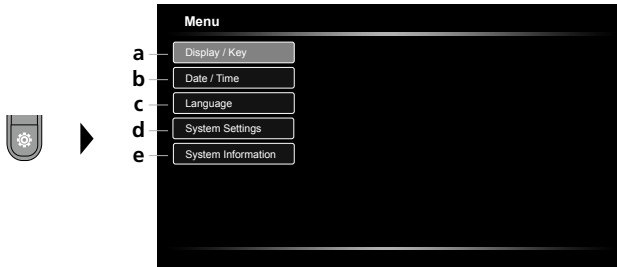 Menu
a Display / Key
b Date / Time
c Language
d System Settings
e System Information